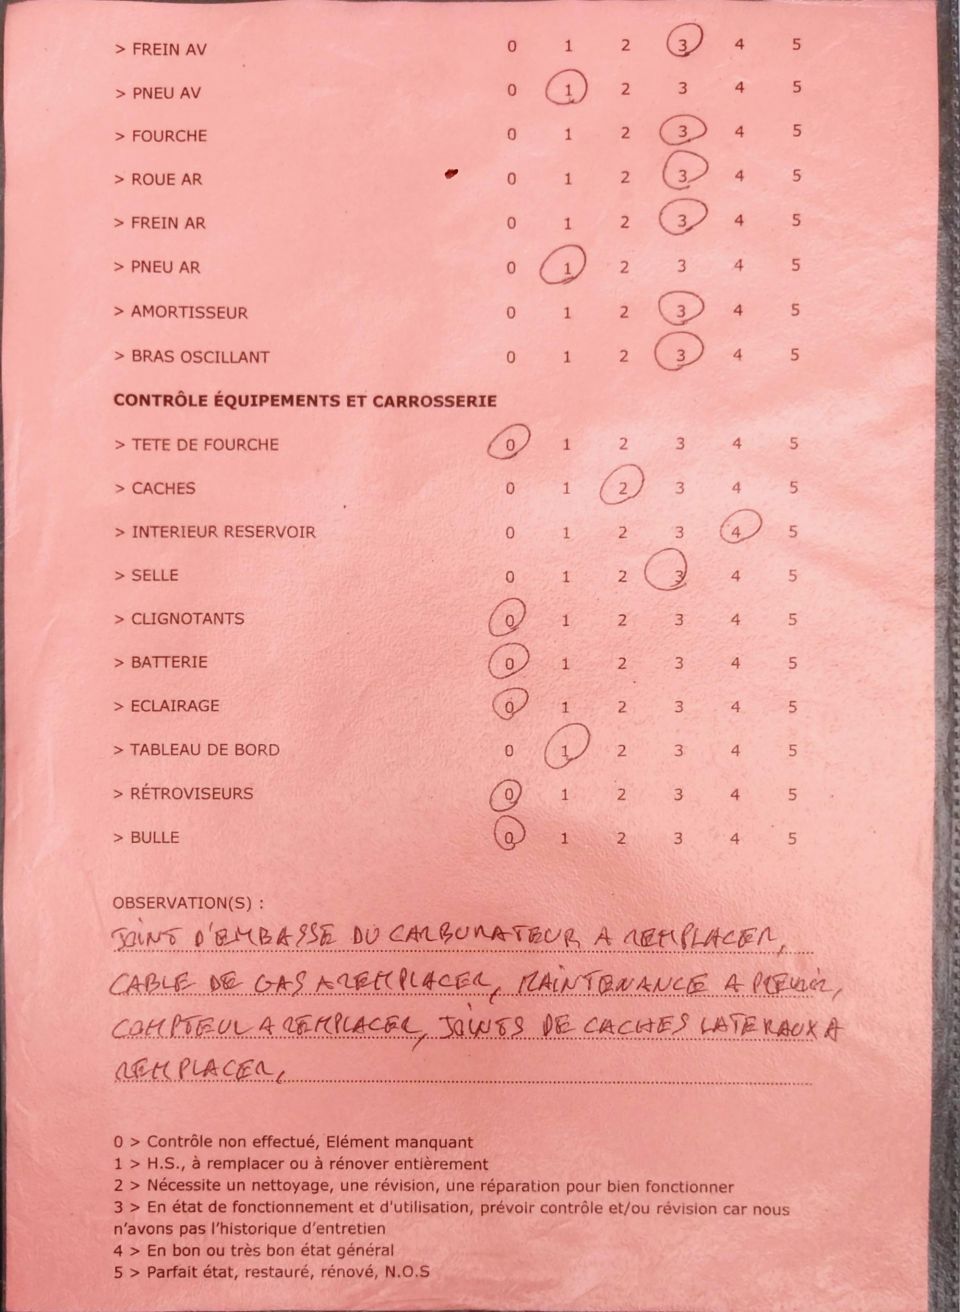 > FREIN AV 0 1 2 3 4 5
> PNEU AV 0 1 2 3 4 5
> FOURCHE 0 1 2 3 4 5
> ROUE AR 0 1 2 3 4 5
> FREIN AR 0 1 2 3 4 5
> PNEU AR 0 1 2 3 4 5
> AMORTISSEUR 0 1 2 3 4 5
> BRAS OSCILLANT 0 1 2 3 4 5
CONTRÔLE ÉQUIPEMENTS ET CARROSSERIE
> TETE DE FOURCHE 0 1 2 3 4 5
> CACHES 0 1 2 3 4 5
> INTERIEUR RESERVOIR 0 1 2 3 4 5
> SELLE 0 1 2 3 4 5
> CLIGNOTANTS 0 1 2 3 4 5
> BATTERIE 0 1 2 3 4 5
> ECLAIRAGE 0 1 2 3 4 5
> TABLEAU DE BORD 0 1 2 3 4 5
> RÉTROVISEURS 0 1 2 3 4 5
> BULLE 0 1 2 3 4 5
OBSERVATION(S) :
JOINT D'EMBASSE DU CARBURATEUR A REMPLACER,
CABLE DE GAS A REMPLACER, MAINTENANCE A PREVOIR,
COMPTEUR A REMPLACER, JOINTS DE CACHES LATERAUX A
REMPLACER,
0 > Contrôle non effectué, Elément manquant
1 > H.S., à remplacer ou à rénover entièrement
2 > Nécessite un nettoyage, une révision, une réparation pour bien fonctionner
3 > En état de fonctionnement et d'utilisation, prévoir contrôle et/ou révision car nous
n'avons pas l'historique d'entretien
4 > En bon ou très bon état général
5 > Parfait état, restauré, rénové, N.O.S